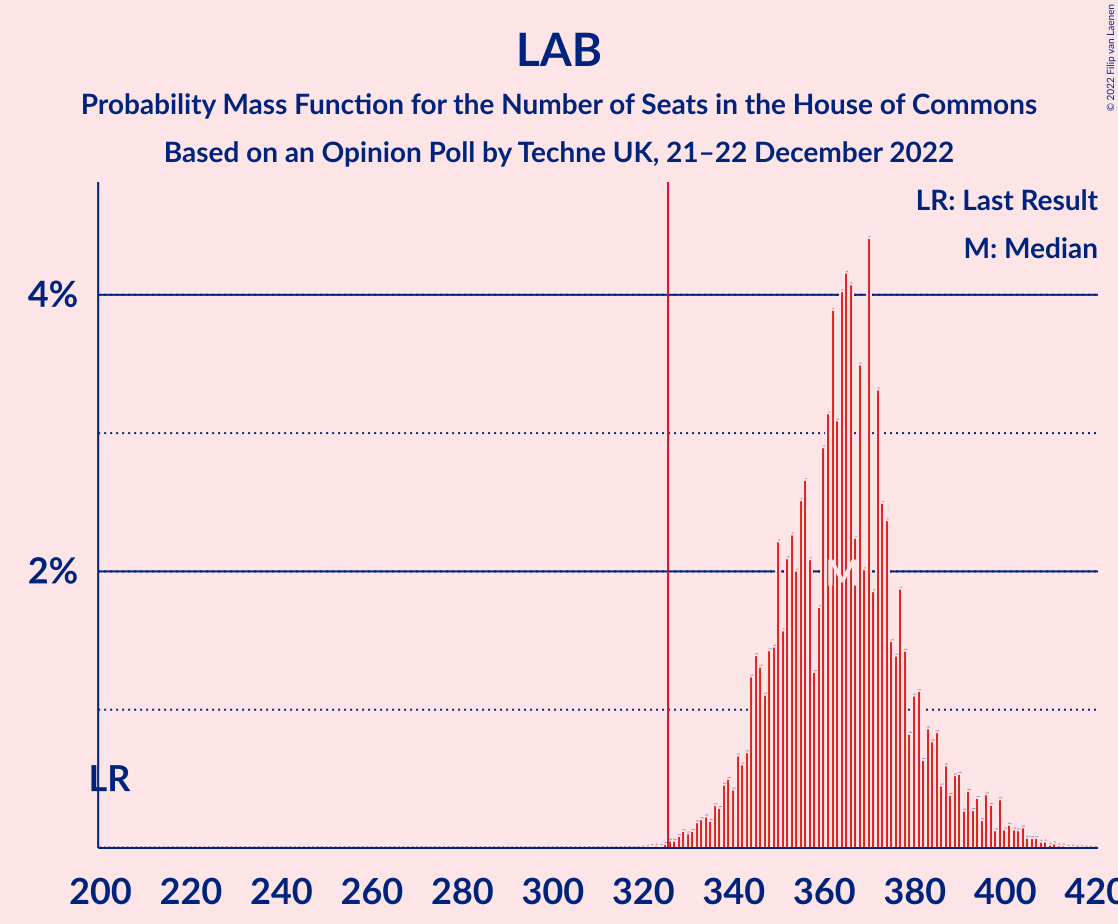 LAB
Probability Mass Function for the Number of Seats in the House of Commons
Based on an Opinion Poll by Techne UK, 21–22 December 2022
© 2022 Filip van Laenen
LR: Last Result
M: Median
4%
2%
M
LR
200 220 240 260 280 300 320 340 360 380 400 420